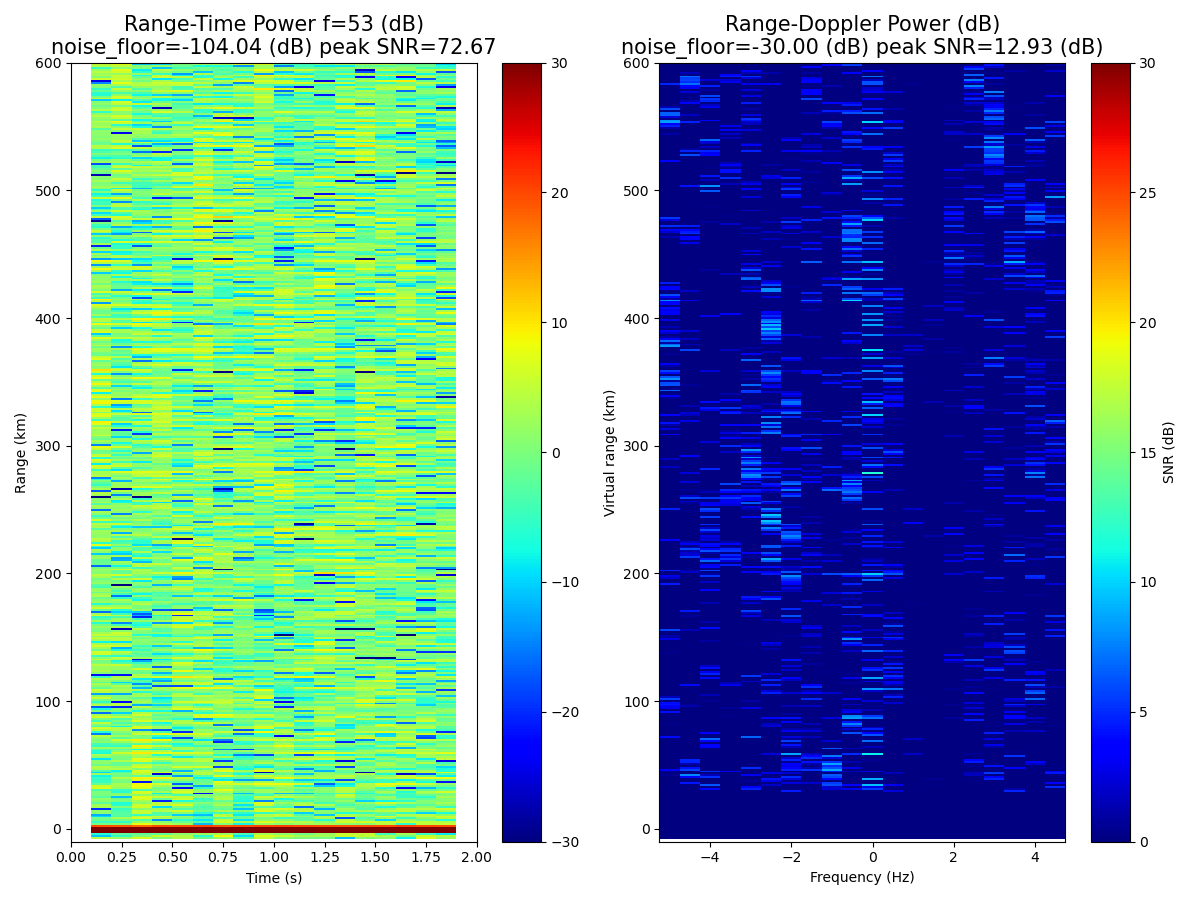 Range-Time Power f=53 (dB)
noise_floor=-104.04 (dB) peak SNR=72.67
Range (km)
600
500
400
300
200
100
0
0.00 0.25 0.50 0.75 1.00 1.25 1.50 1.75 2.00
Time (s)
30
20
10
0
−10
−20
−30
Range-Doppler Power (dB)
noise_floor=-30.00 (dB) peak SNR=12.93 (dB)
Virtual range (km)
600
500
400
300
200
100
0
−4 −2 0 2 4
Frequency (Hz)
30
25
20
15
10
5
0
SNR (dB)